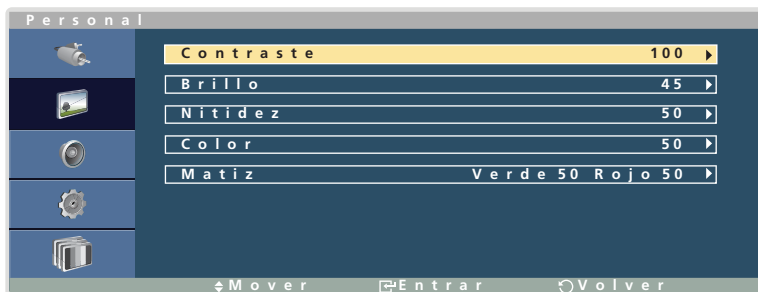 Personal
Contraste 100
Brillo 45
Nitidez 50
Color 50
Matiz Verde 50 Rojo 50
Mover Entrar Volver